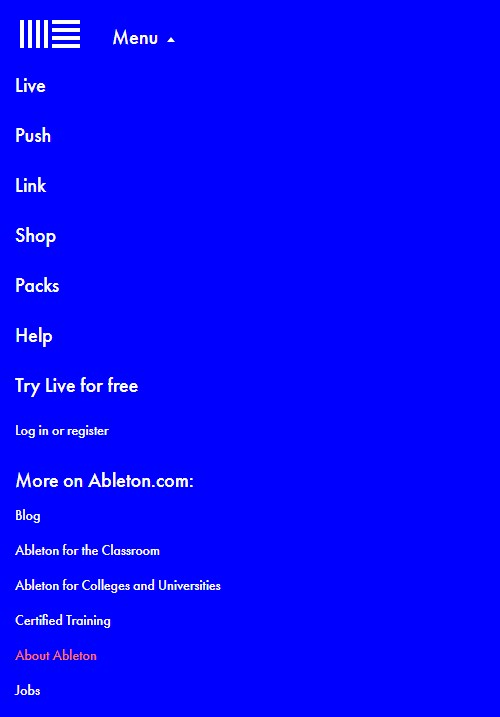 Menu
Live
Push
Link
Shop
Packs
Help
Try Live for free
Log in or register
More on Ableton.com:
Blog
Ableton for the Classroom
Ableton for Colleges and Universities
Certified Training
About Ableton
Jobs